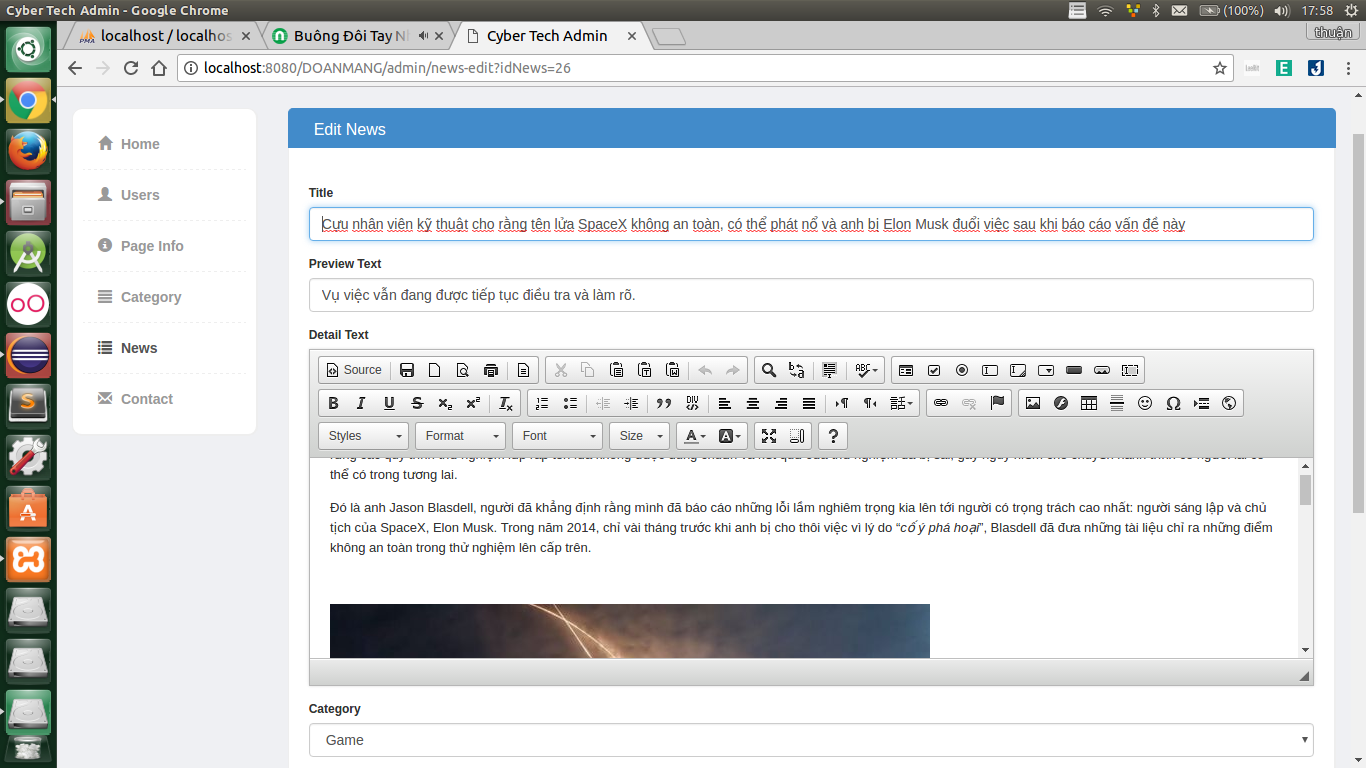 Cyber Tech Admin - Google Chrome
(100%)
17:58
localhost / localhos
Buông Đôi Tay N
Cyber Tech Admin
thuận
localhost:8080/DOANMANG/admin/news-edit?idNews=26
Home
Users
Page Info
Category
News
Contact
Edit News
Title
Cựu nhân viên kỹ thuật cho rằng tên lửa SpaceX không an toàn, có thể phát nổ và anh bị Elon Musk đuổi việc sau khi báo cáo vấn đề này
Preview Text
Vụ việc vẫn đang được tiếp tục điều tra và làm rõ.
Detail Text
Source
Styles
Format
Font
Size
thể có trong tương lai.
Đó là anh Jason Blasdell, người đã khẳng định rằng mình đã báo cáo những lỗi lầm nghiêm trọng kia lên tới người có trọng trách cao nhất: người sáng lập và chủ
tịch của SpaceX, Elon Musk. Trong năm 2014, chỉ vài tháng trước khi anh bị cho thôi việc vì lý do “cố ý phá hoại”, Blasdell đã đưa những tài liệu chỉ ra những điểm
không an toàn trong thử nghiệm lên cấp trên.
Category
Game